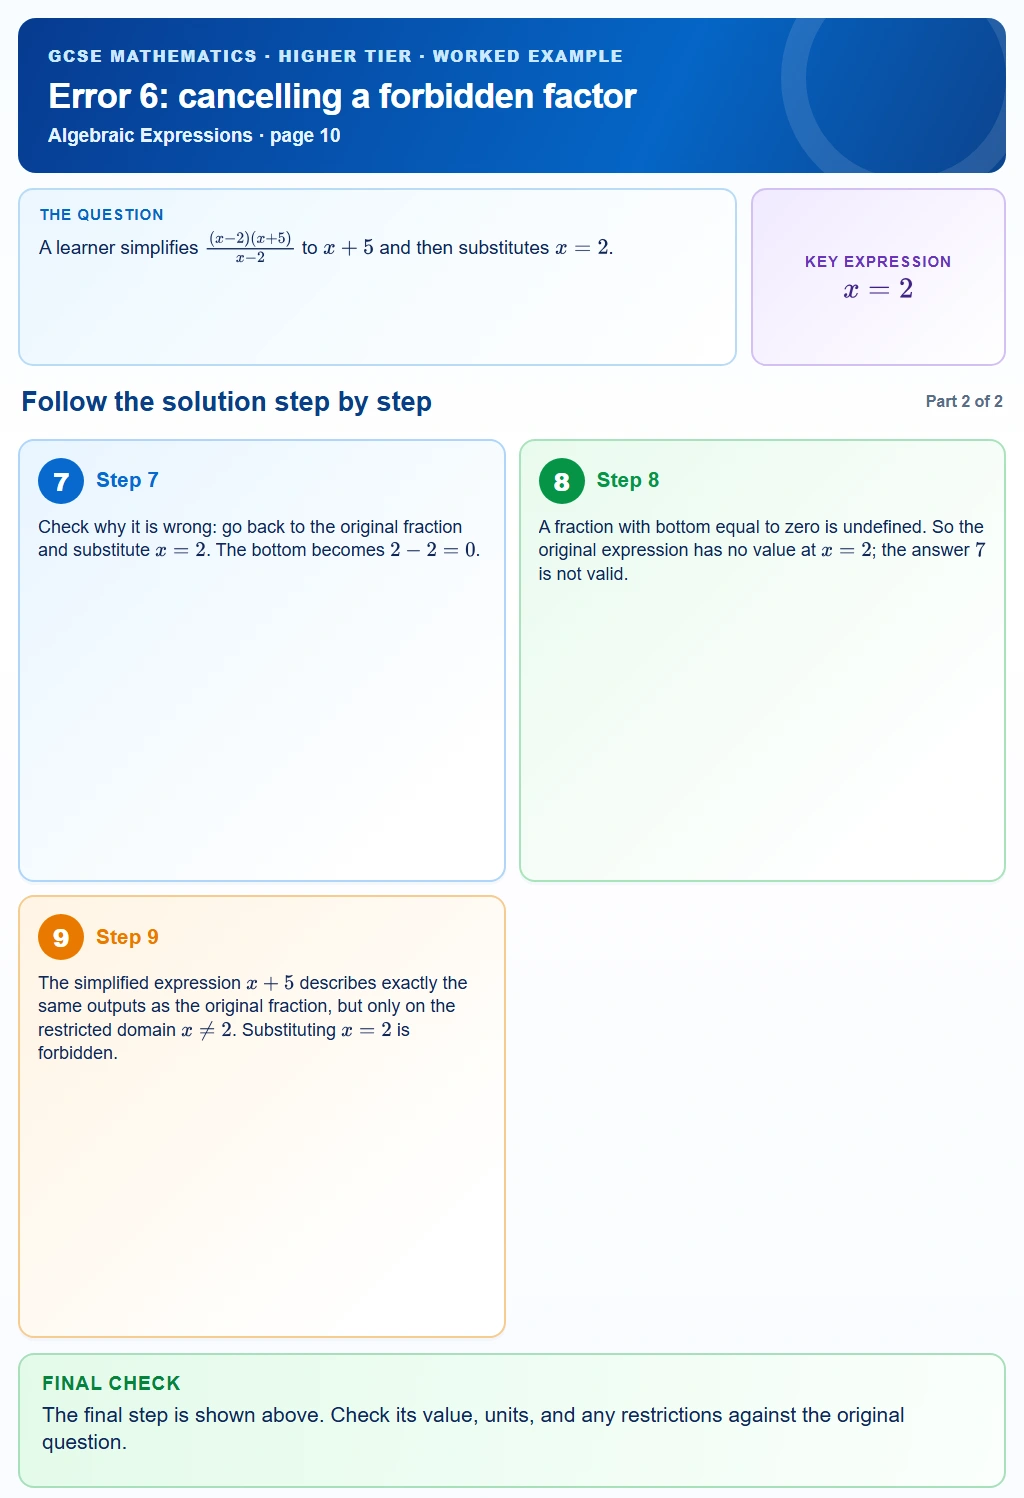 GCSE MATHEMATICS · HIGHER TIER · WORKED EXAMPLE
Error 6: cancelling a forbidden factor
Algebraic Expressions · page 10
THE QUESTION
A learner simplifies \frac{(x−2)(x+5)}{x−2} to x + 5 and then substitutes x = 2.
KEY EXPRESSION
x = 2
Follow the solution step by step
Part 2 of 2
7 Step 7
Check why it is wrong: go back to the original fraction
and substitute x = 2. The bottom becomes 2 − 2 = 0.
8 Step 8
A fraction with bottom equal to zero is undefined. So the
original expression has no value at x = 2; the answer 7
is not valid.
9 Step 9
The simplified expression x + 5 describes exactly the
same outputs as the original fraction, but only on the
restricted domain x ≠ 2. Substituting x = 2 is
forbidden.
FINAL CHECK
The final step is shown above. Check its value, units, and any restrictions against the original
question.